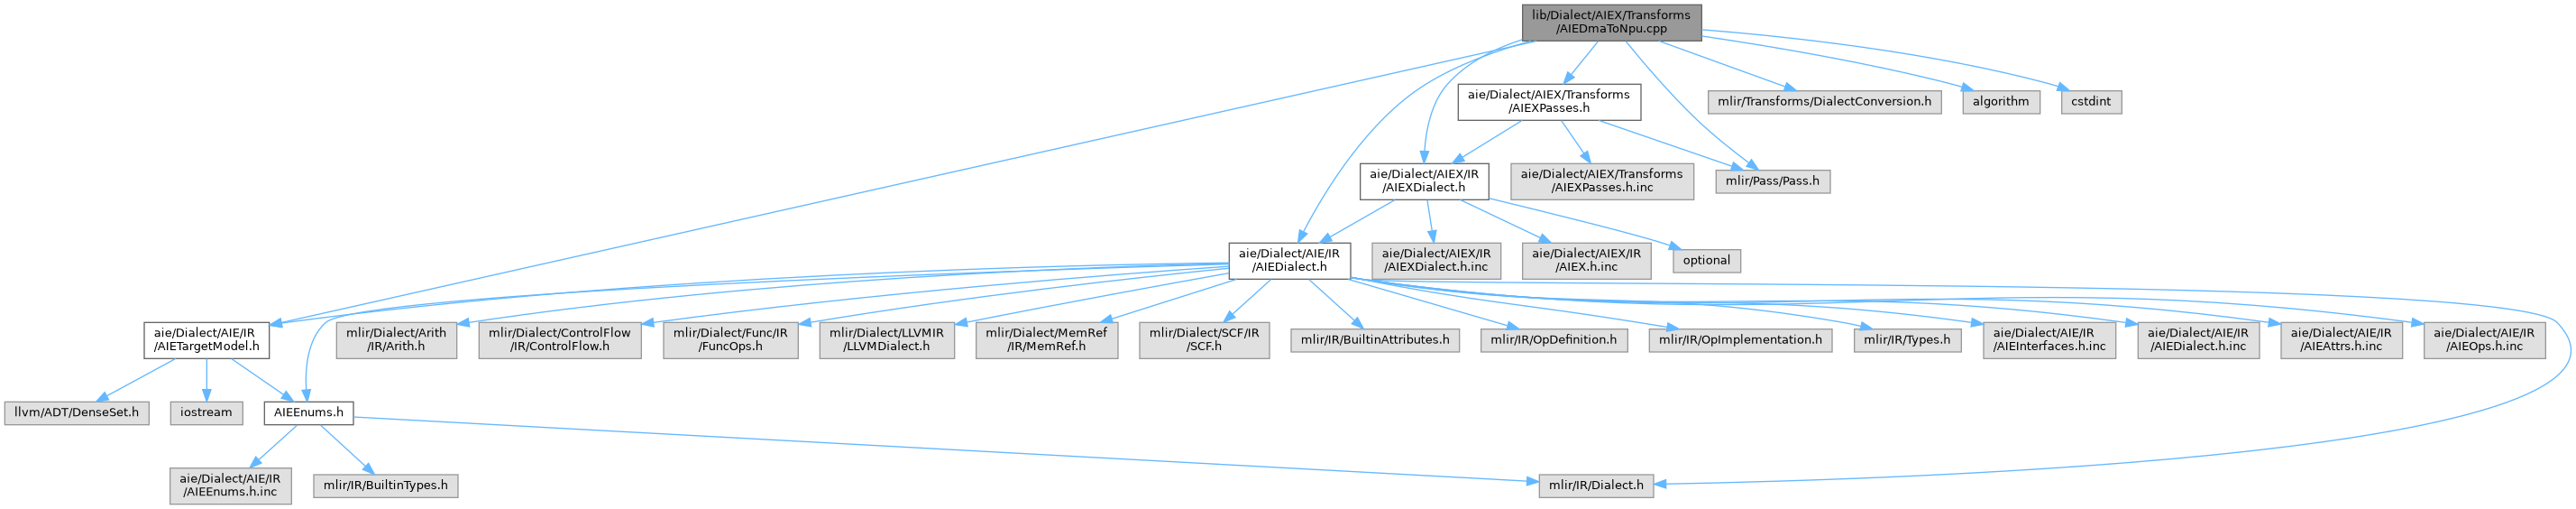 lib/Dialect/AIEX/Transforms
/AIEDmaToNpu.cpp
aie/Dialect/AIEX/Transforms
/AIEXPasses.h
mlir/Transforms/DialectConversion.h
algorithm
cstdint
aie/Dialect/AIEX/IR
/AIEXDialect.h
aie/Dialect/AIEX/Transforms
/AIEXPasses.h.inc
mlir/Pass/Pass.h
aie/Dialect/AIE/IR
/AIEDialect.h
aie/Dialect/AIEX/IR
/AIEXDialect.h.inc
aie/Dialect/AIEX/IR
/AIEX.h.inc
optional
aie/Dialect/AIE/IR
/AIETargetModel.h
mlir/Dialect/Arith
/IR/Arith.h
mlir/Dialect/ControlFlow
/IR/ControlFlow.h
mlir/Dialect/Func/IR
/FuncOps.h
mlir/Dialect/LLVMIR
/LLVMDialect.h
mlir/Dialect/MemRef
/IR/MemRef.h
mlir/Dialect/SCF/IR
/SCF.h
mlir/IR/BuiltinAttributes.h
mlir/IR/OpDefinition.h
mlir/IR/OpImplementation.h
mlir/IR/Types.h
aie/Dialect/AIE/IR
/AIEInterfaces.h.inc
aie/Dialect/AIE/IR
/AIEDialect.h.inc
aie/Dialect/AIE/IR
/AIEAttrs.h.inc
aie/Dialect/AIE/IR
/AIEOps.h.inc
llvm/ADT/DenseSet.h
iostream
AIEEnums.h
aie/Dialect/AIE/IR
/AIEEnums.h.inc
mlir/IR/BuiltinTypes.h
mlir/IR/Dialect.h